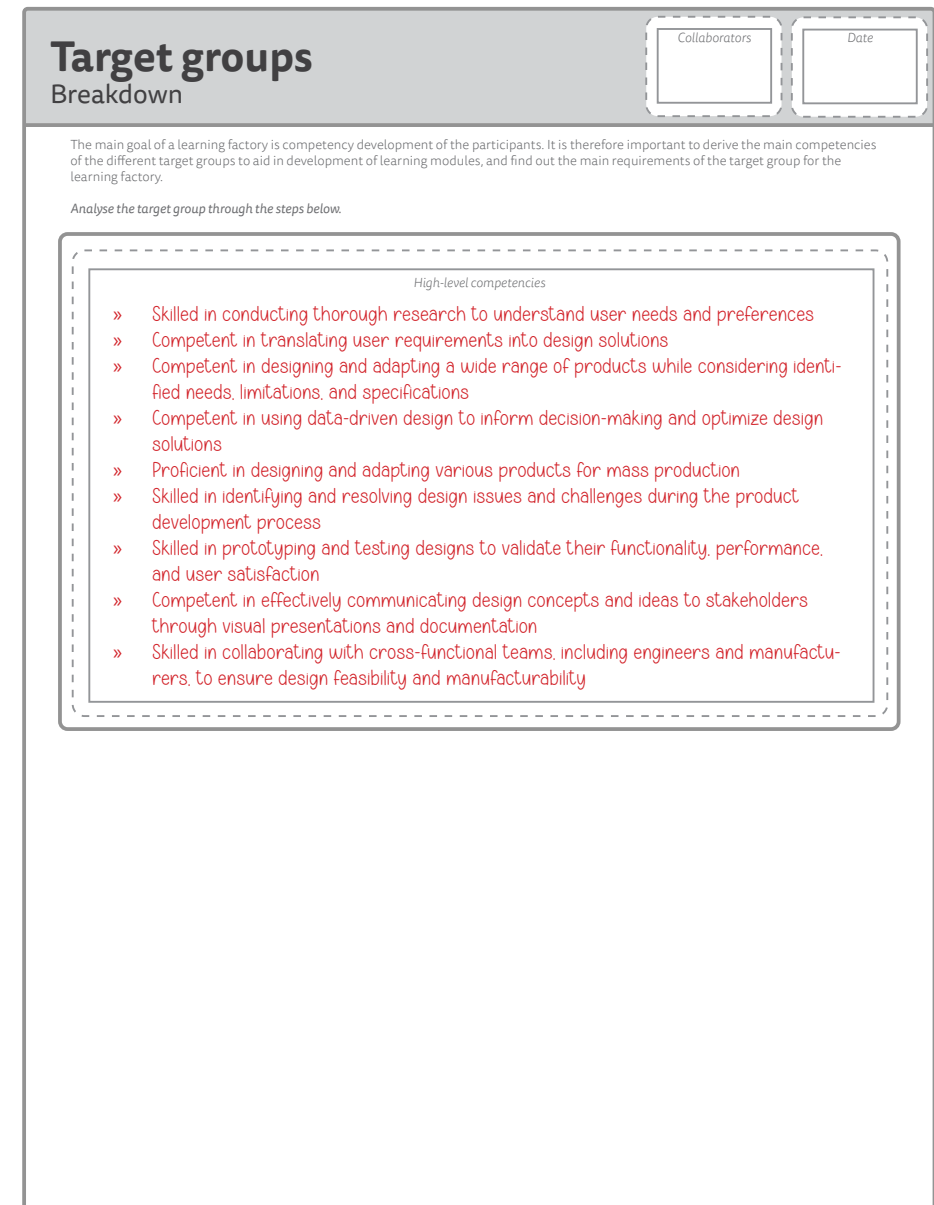 Target groups
Breakdown
Collaborators
Date
The main goal of a learning factory is competency development of the participants. It is therefore important to derive the main competencies
of the different target groups to aid in development of learning modules, and find out the main requirements of the target group for the
learning factory.
Analyse the target group through the steps below.
High-level competencies
» Skilled in conducting thorough research to understand user needs and preferences
» Competent in translating user requirements into design solutions
» Competent in designing and adapting a wide range of products while considering identi-
fied needs, limitations, and specifications
» Competent in using data-driven design to inform decision-making and optimize design
solutions
» Proficient in designing and adapting various products for mass production
» Skilled in identifying and resolving design issues and challenges during the product
development process
» Skilled in prototyping and testing designs to validate their functionality, performance,
and user satisfaction
» Competent in effectively communicating design concepts and ideas to stakeholders
through visual presentations and documentation
» Skilled in collaborating with cross-functional teams, including engineers and manufactu-
rers, to ensure design feasibility and manufacturability